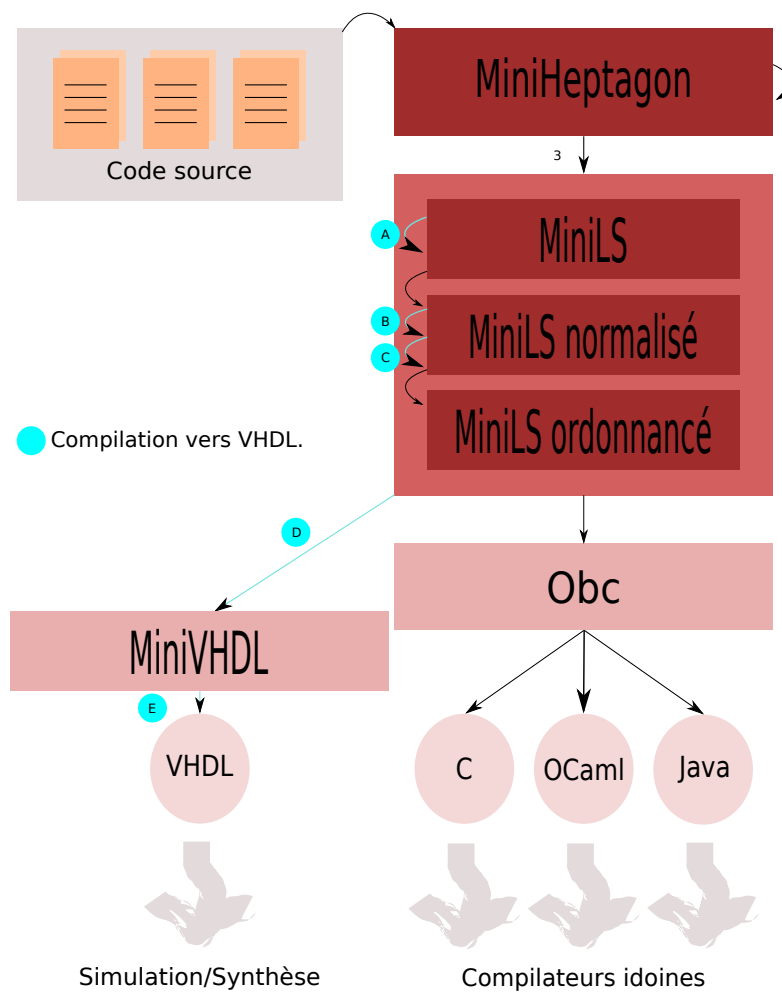 MiniHeptagon
Code source
3
MiniLS
A
MiniLS normalisé
B
C
MiniLS ordonnancé
Compilation vers VHDL.
D
Obc
MiniVHDL
E
VHDL
C
OCaml
Java
Simulation/Synthèse
Compilateurs idoines